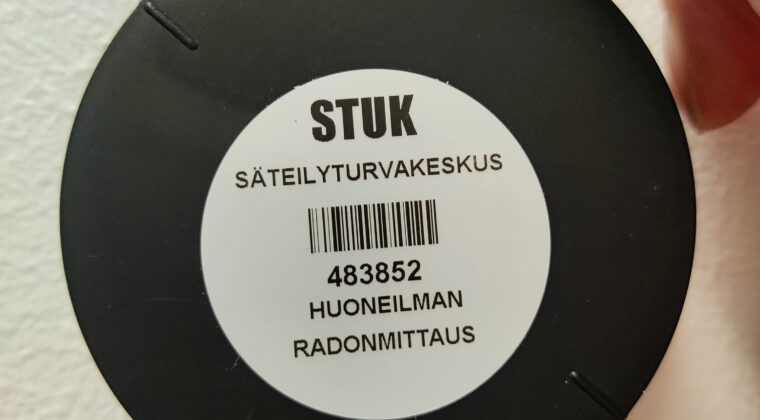 STUK
SÄTEILYTURVAKESKUS
483852
HUONEILMAN
RADONMITTAUS